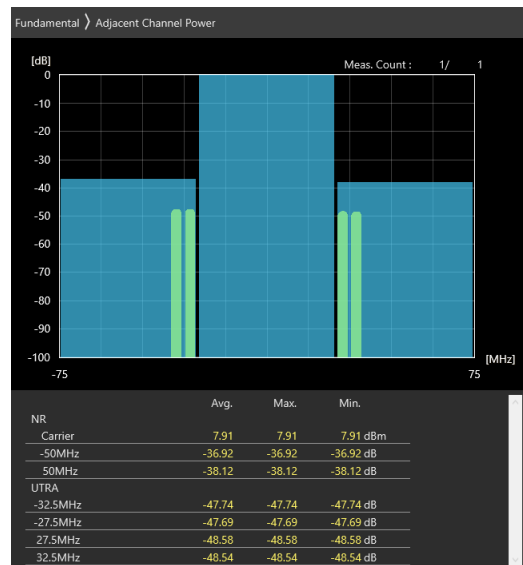 Fundamental ❯ Adjacent Channel Power
[dB]
Meas. Count : 1/ 1
0
-10
-20
-30
-40
-50
-60
-70
-80
-90
-100
[MHz]
-75 75
Avg. Max. Min.
NR
Carrier 7.91 7.91 7.91 dBm
-50MHz -36.92 -36.92 -36.92 dB
50MHz -38.12 -38.12 -38.12 dB
UTRA
-32.5MHz -47.74 -47.74 -47.74 dB
-27.5MHz -47.69 -47.69 -47.69 dB
27.5MHz -48.58 -48.58 -48.58 dB
32.5MHz -48.54 -48.54 -48.54 dB